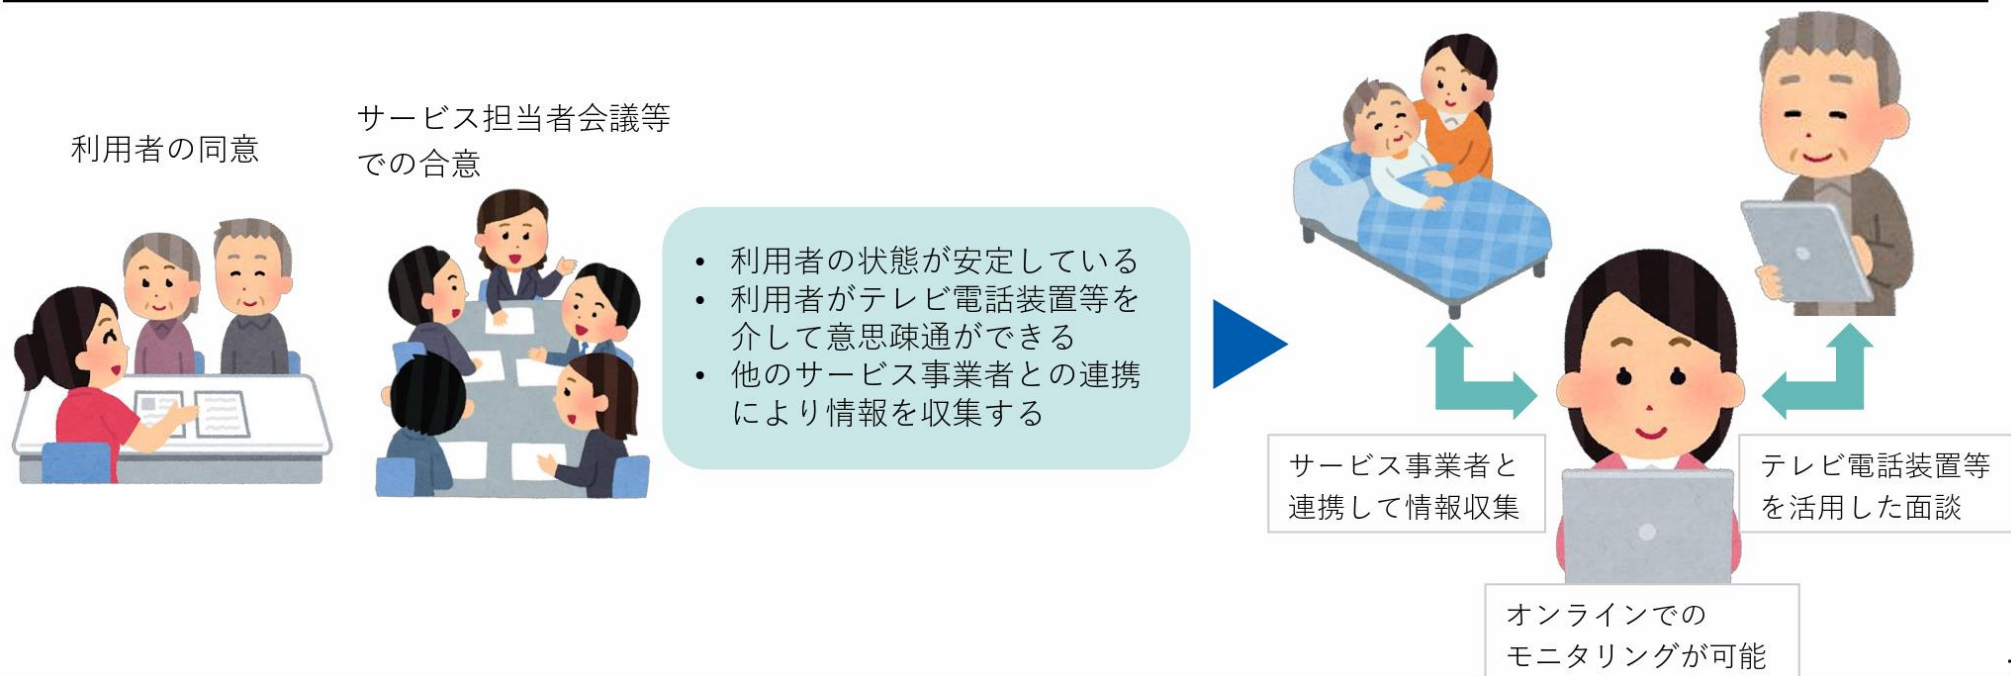 利用者の同意
サービス担当者会議等
での合意
• 利用者の状態が安定している
• 利用者がテレビ電話装置等を
介して意思疎通ができる
• 他のサービス事業者との連携
により情報を収集する
サービス事業者と
連携して情報収集
テレビ電話装置等
を活用した面談
オンラインでの
モニタリングが可能